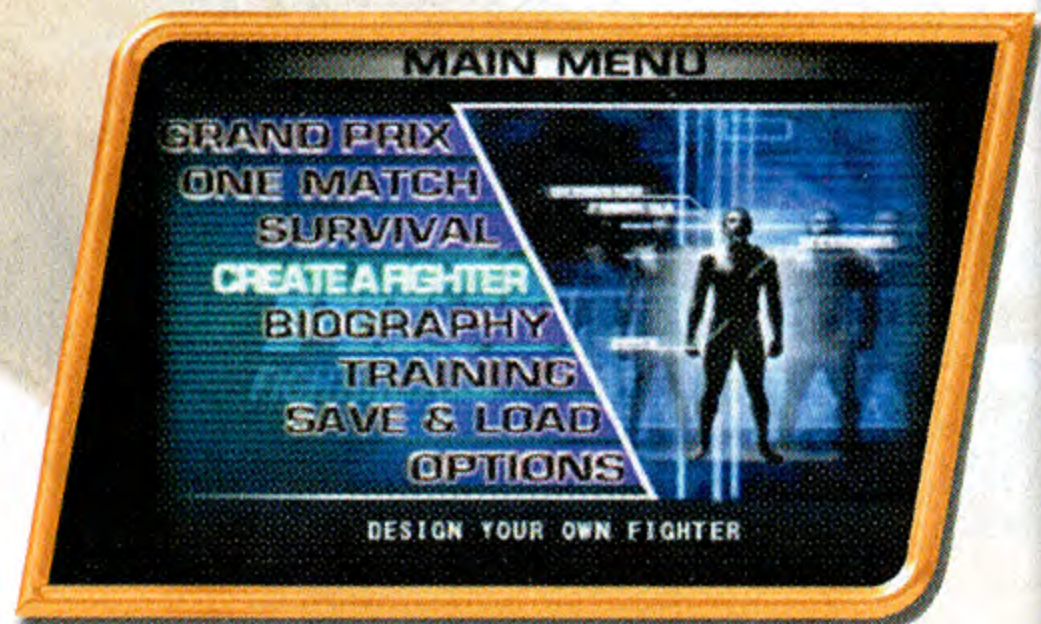 MAIN MENU
GRAND PRIX
ONE MATCH
SURVIVAL
CREATE A FIGHTER
BIOGRAPHY
TRAINING
SAVE & LOAD
OPTIONS
DESIGN YOUR OWN FIGHTER